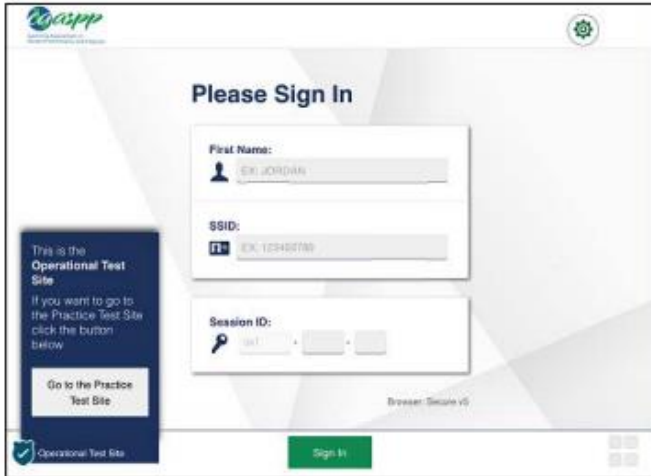 caaspp
Please Sign In
First Name:
EX: JORDAN
SSID:
EX: 123456789
This is the
Operational Test
Site
If you want to go to
the Practice Test Site
click the button
below
Go to the Practice
Test Site
Session ID:
Browser: Secure v5
Operational Test Site
Sign In